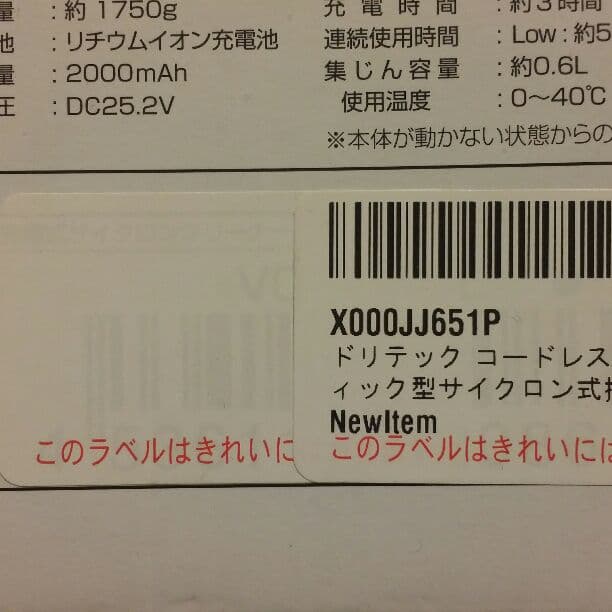 量 : 約 1750g
池 : リチウムイオン充電池
量 : 2000mAh
圧 : DC25.2V
充電時間 : 約3時間
連続使用時間 : Low : 約5
集じん容量 : 約0.6L
使用温度 : 0～40℃
※本体が動かない状態からの
このラベルはきれいに
X000JJ651P
ドリテック コードレス
ィック型サイクロン式
NewItem
このラベルはきれいには